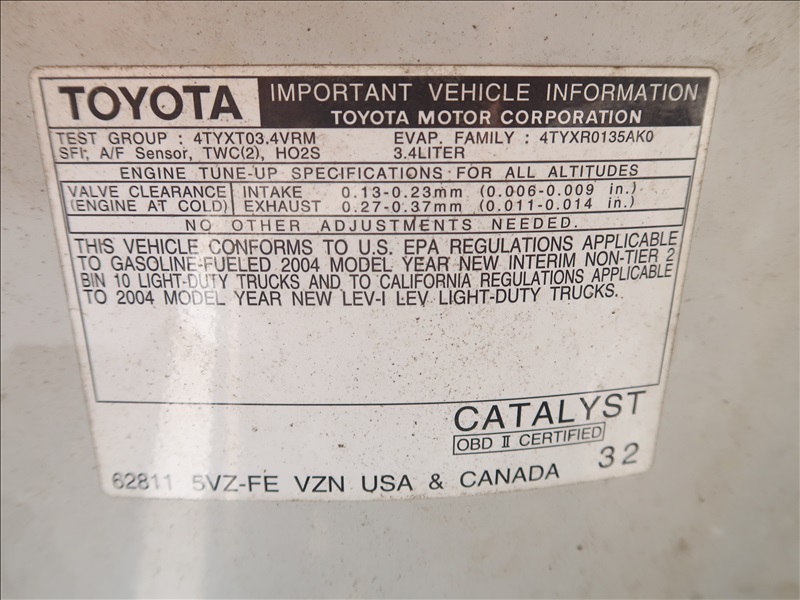 TOYOTA
IMPORTANT VEHICLE INFORMATION
TOYOTA MOTOR CORPORATION
TEST GROUP : 4TYXT03.4VRM EVAP. FAMILY : 4TYXR0135AK0
SFI, A/F Sensor, TWC(2), HO2S 3.4LITER
ENGINE TUNE-UP SPECIFICATIONS FOR ALL ALTITUDES
VALVE CLEARANCE INTAKE 0.13-0.23mm (0.006-0.009 in.)
(ENGINE AT COLD) EXHAUST 0.27-0.37mm (0.011-0.014 in.)
NO OTHER ADJUSTMENTS NEEDED.
THIS VEHICLE CONFORMS TO U.S. EPA REGULATIONS APPLICABLE
TO GASOLINE-FUELED 2004 MODEL YEAR NEW INTERIM NON-TIER 2
BIN 10 LIGHT-DUTY TRUCKS AND TO CALIFORNIA REGULATIONS APPLICABLE
TO 2004 MODEL YEAR NEW LEV-I LEV LIGHT-DUTY TRUCKS.
CATALYST
OBD II CERTIFIED
62811 5VZ-FE VZN USA & CANADA 32